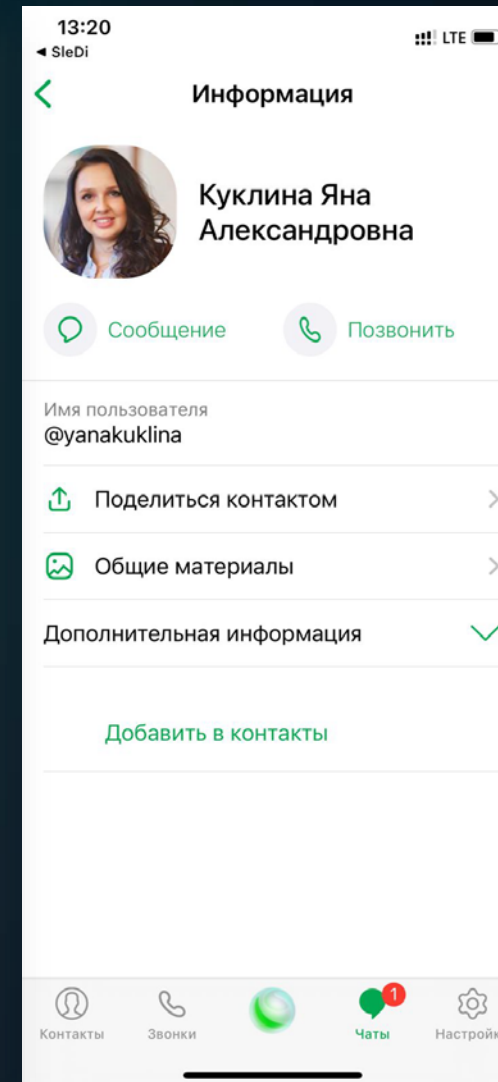 13:20
LTE
◄ SleDi
Информация
Куклина Яна
Александровна
Сообщение
Позвонить
Имя пользователя
@yanakuklina
Поделиться контактом
Общие материалы
Дополнительная информация
Добавить в контакты
1
Контакты
Звонки
Чаты
Настройк